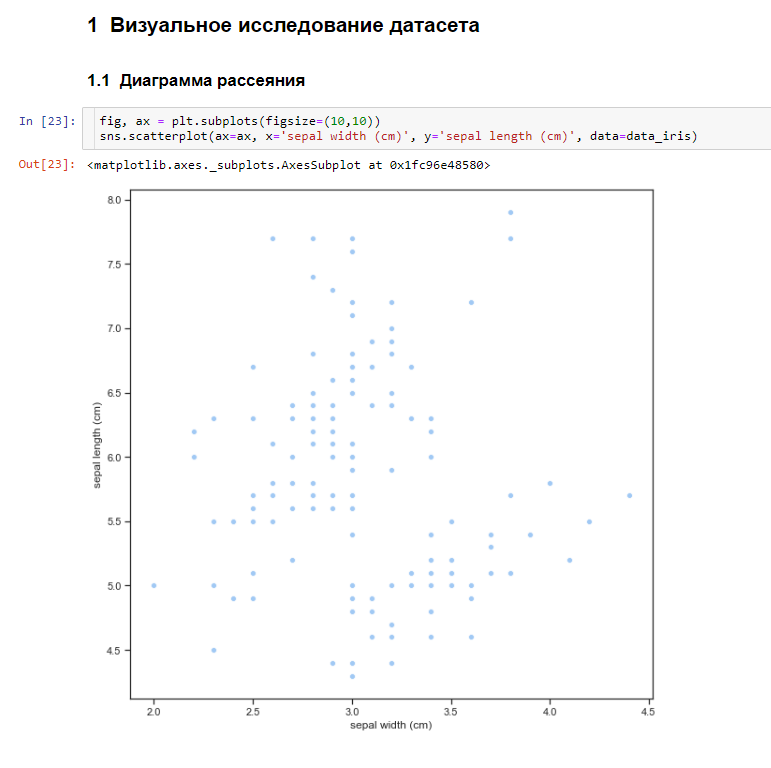 1 Визуальное исследование датасета
1.1 Диаграмма рассеяния
In [23]: fig, ax = plt.subplots(figsize=(10,10))
sns.scatterplot(ax=ax, x='sepal width (cm)', y='sepal length (cm)', data=data_iris)
Out[23]: <matplotlib.axes._subplots.AxesSubplot at 0x1fc96e48580>
8.0
7.5
7.0
6.5
6.0
5.5
5.0
4.5
sepal length (cm)
2.0 2.5 3.0 3.5 4.0 4.5
sepal width (cm)